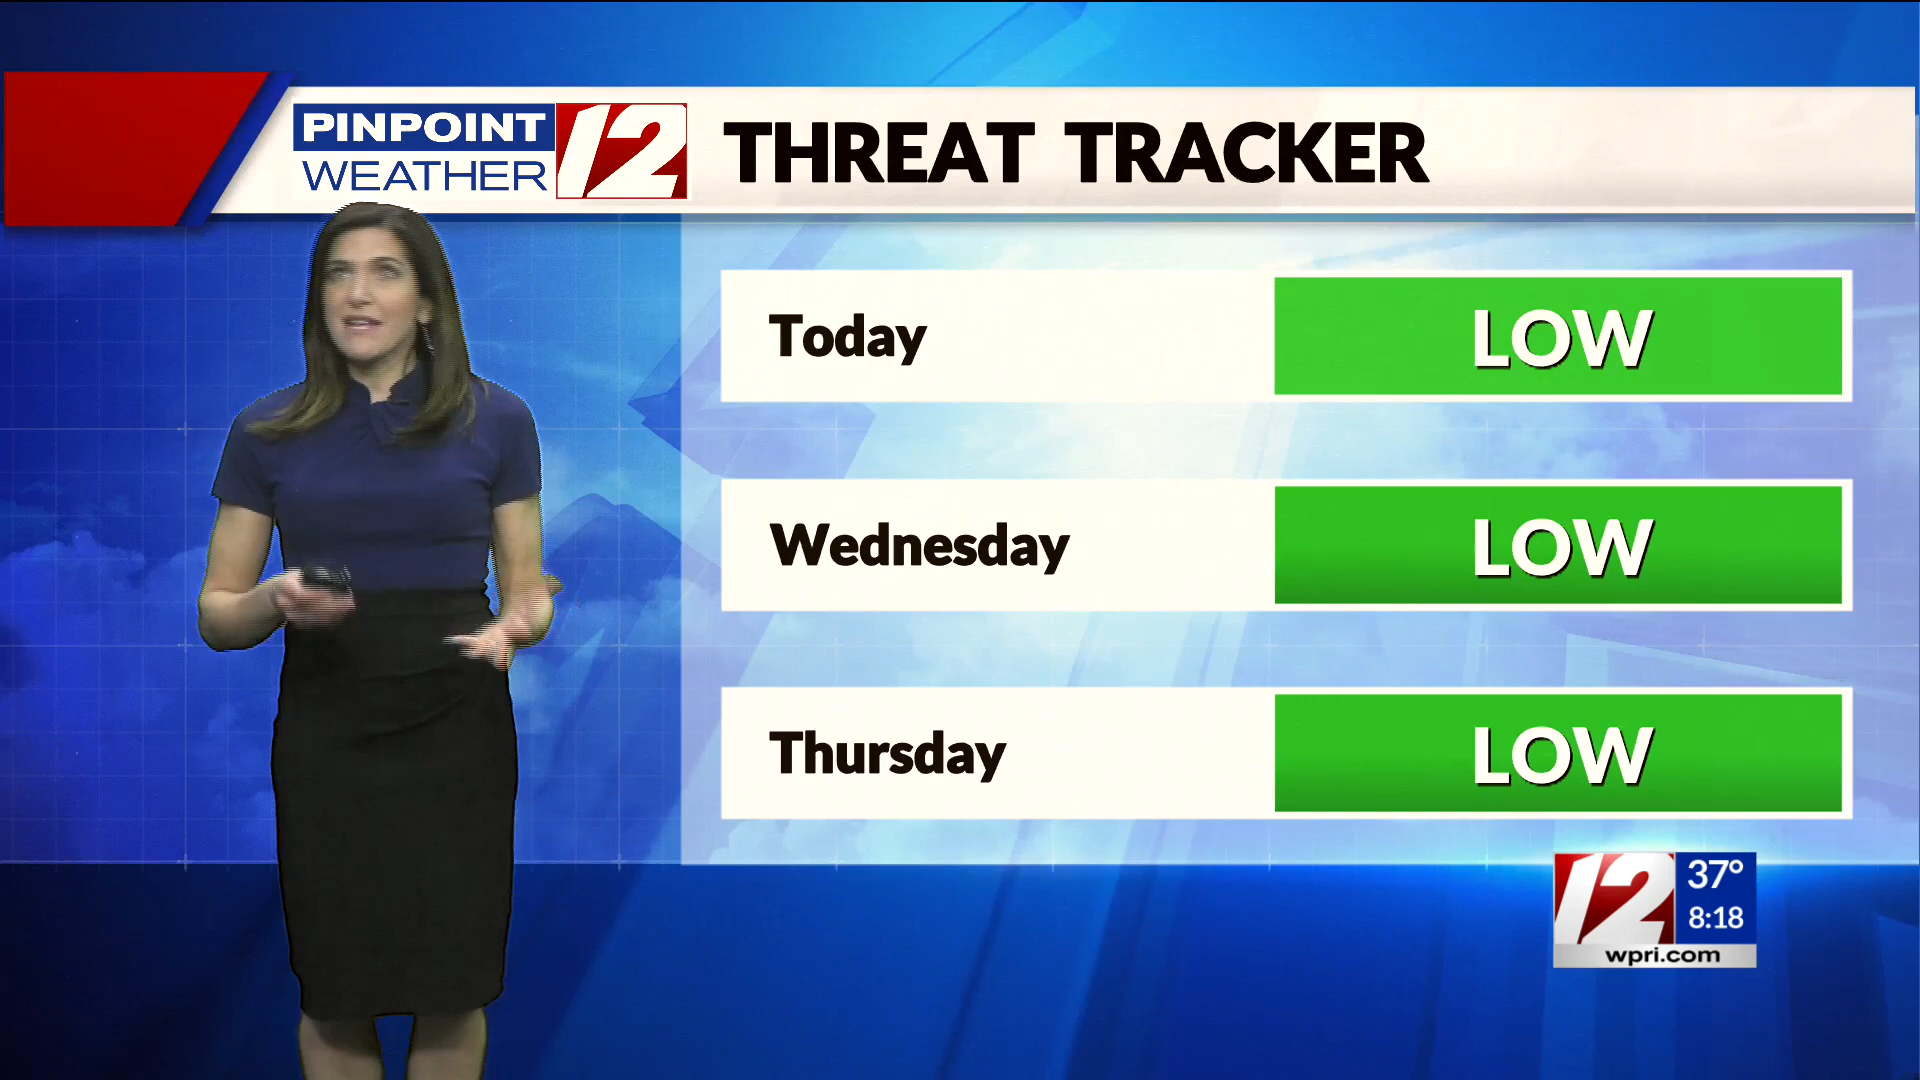 PINPOINT
WEATHER
12
THREAT TRACKER
Today
LOW
Wednesday
LOW
Thursday
LOW
12
37°
8:18
wpri.com